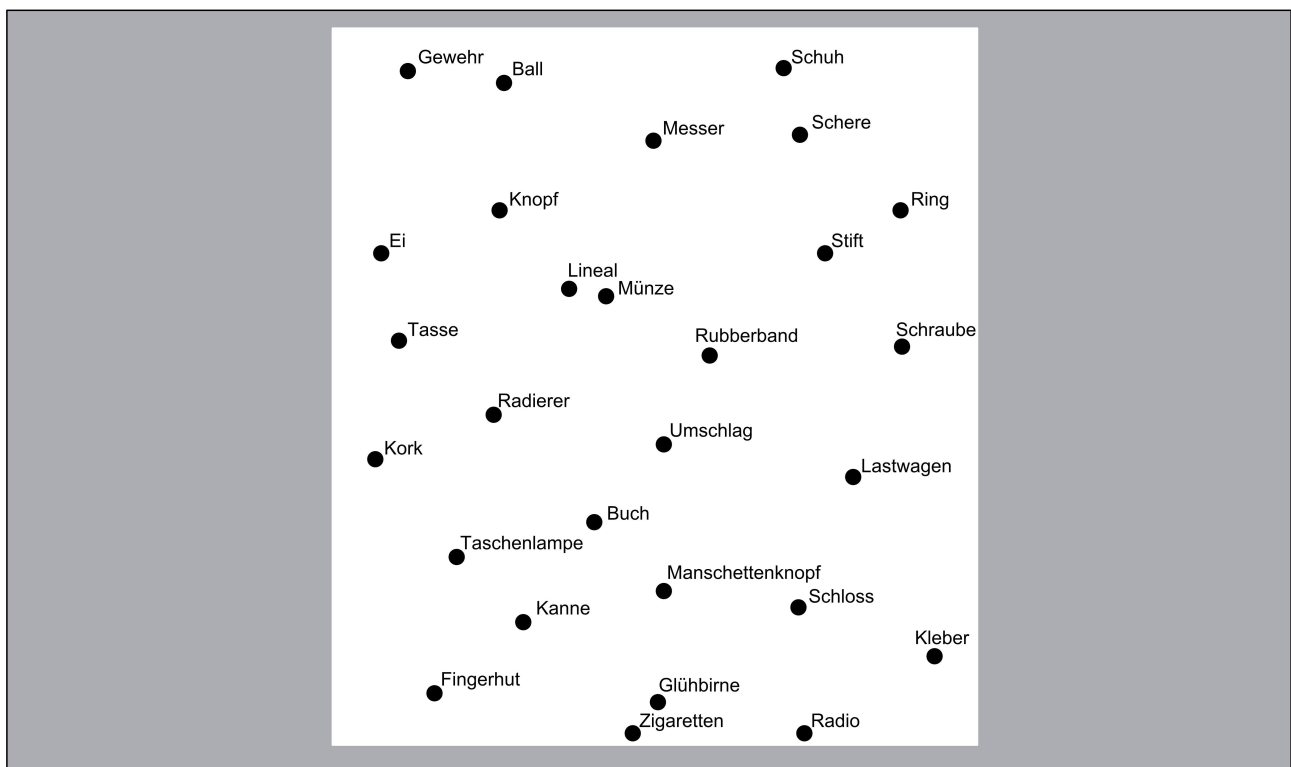 Gewehr
Ball
Schuh
Messer
Schere
Knopf
Ring
Ei
Stift
Lineal
Münze
Tasse
Rubberband
Schraube
Radierer
Umschlag
Kork
Lastwagen
Buch
Taschenlampe
Manschettenknopf
Schloss
Kanne
Kleber
Fingerhut
Glühbirne
Zigaretten
Radio